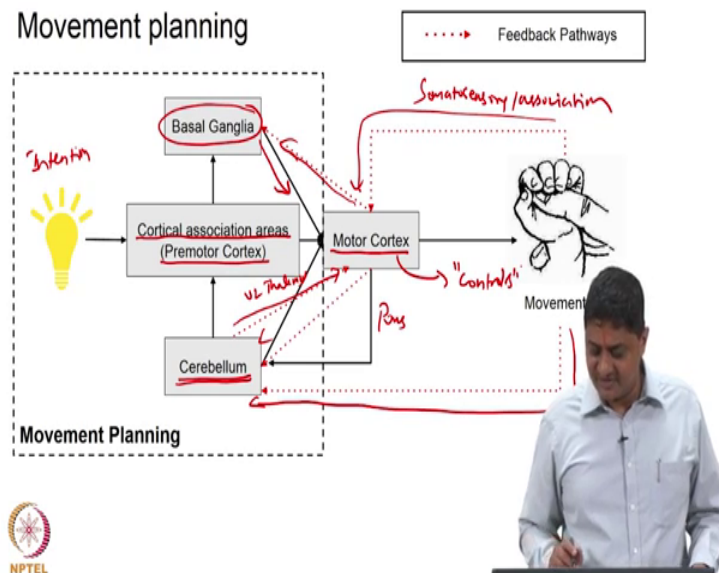 Movement planning
Feedback Pathways
Somatosensory/association
Basal Ganglia
Intention
Cortical association areas
(Premotor Cortex)
Motor Cortex
"Controls"
VL Thalamus
Pons
Movement
Cerebellum
Movement Planning
NPTEL